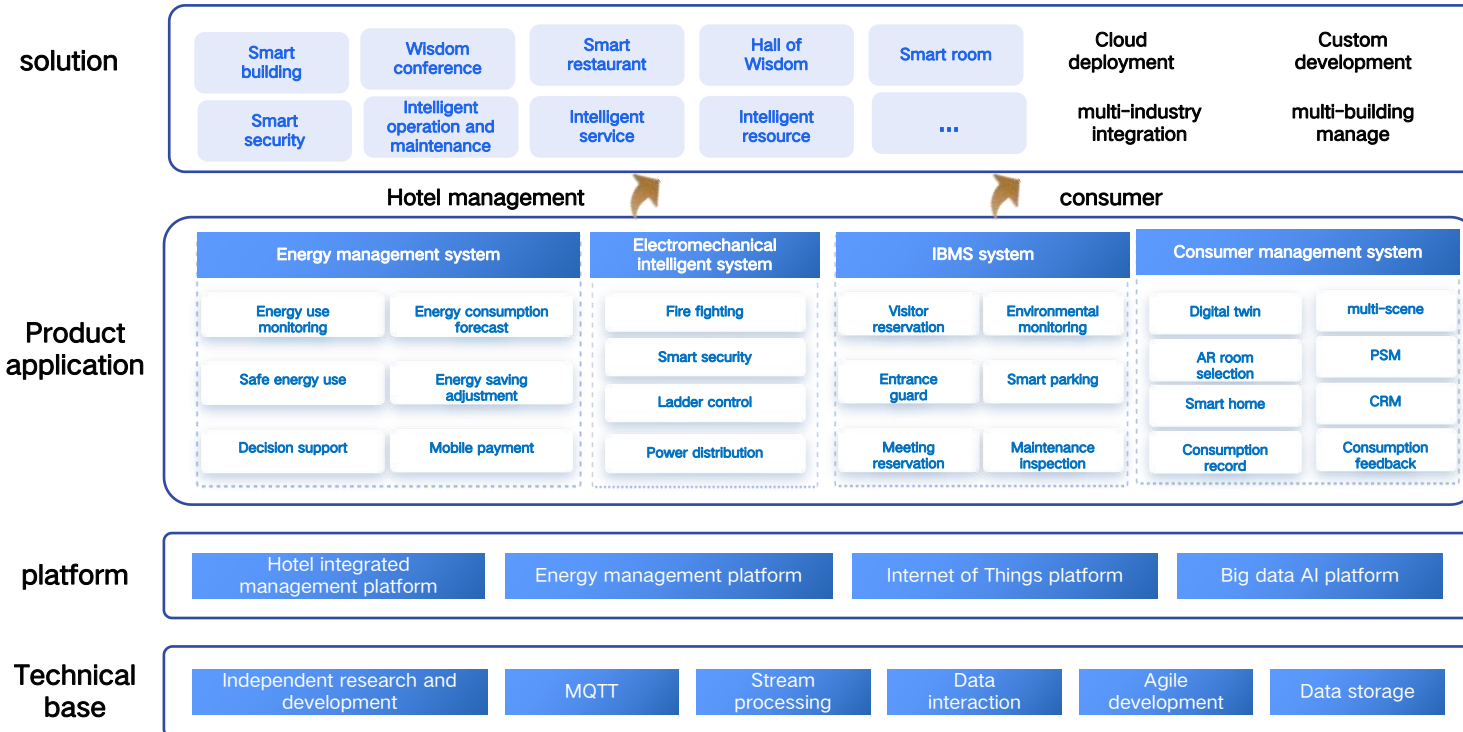 solution
Smart
building
Wisdom
conference
Smart
restaurant
Hall of
Wisdom
Smart room
Cloud
deployment
Custom
development
Smart
security
Intelligent
operation and
maintenance
Intelligent
service
Intelligent
resource
...
multi-industry
integration
multi-building
manage
Hotel management
consumer
Product
application
Energy management system
Energy use
monitoring
Energy consumption
forecast
Safe energy use
Energy saving
adjustment
Decision support
Mobile payment
Electromechanical
intelligent system
Fire fighting
Smart security
Ladder control
Power distribution
IBMS system
Visitor
reservation
Environmental
monitoring
Entrance
guard
Smart parking
Meeting
reservation
Maintenance
inspection
Consumer management system
Digital twin
multi-scene
AR room
selection
PSM
Smart home
CRM
Consumption
record
Consumption
feedback
platform
Hotel integrated
management platform
Energy management platform
Internet of Things platform
Big data AI platform
Technical
base
Independent research and
development
MQTT
Stream
processing
Data
interaction
Agile
development
Data storage